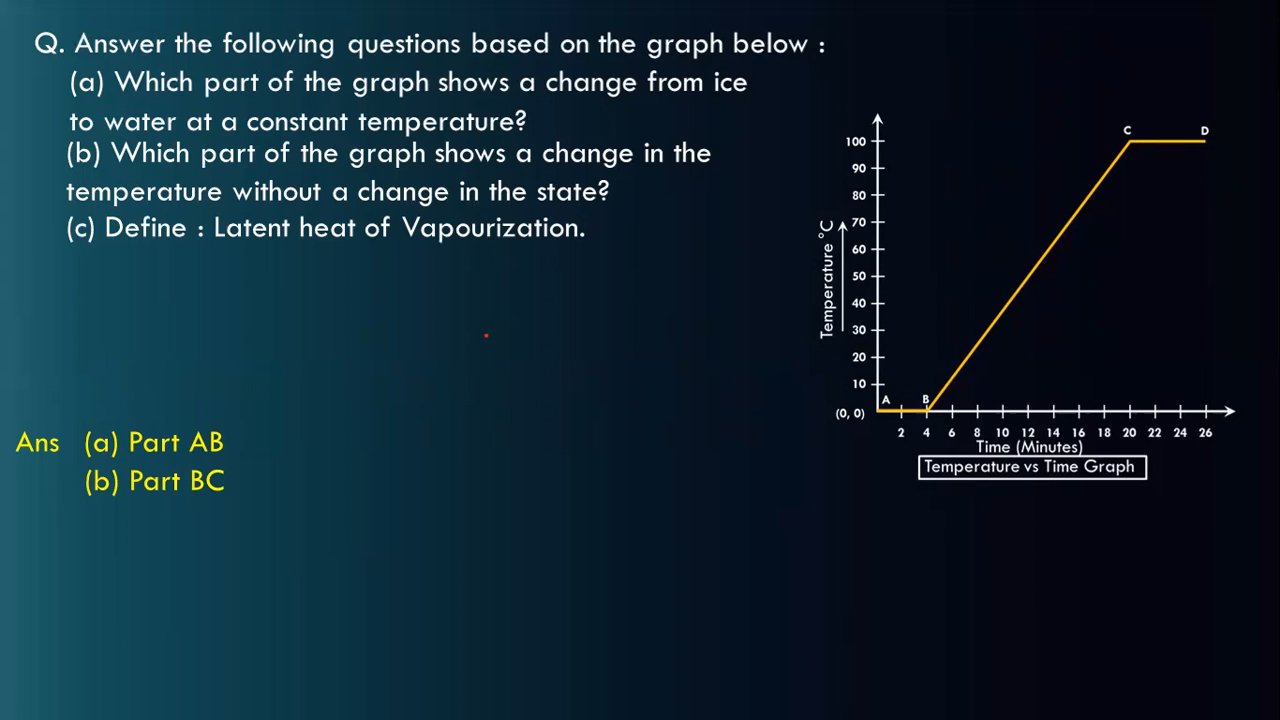 Q. Answer the following questions based on the graph below :
(a) Which part of the graph shows a change from ice
to water at a constant temperature?
(b) Which part of the graph shows a change in the
temperature without a change in the state?
(c) Define : Latent heat of Vapourization.
Ans (a) Part AB
(b) Part BC
C D
100
90
80
70
60
50
40
30
20
10
Temperature °C
A B
(0, 0)
2 4 6 8 10 12 14 16 18 20 22 24 26
Time (Minutes)
Temperature vs Time Graph